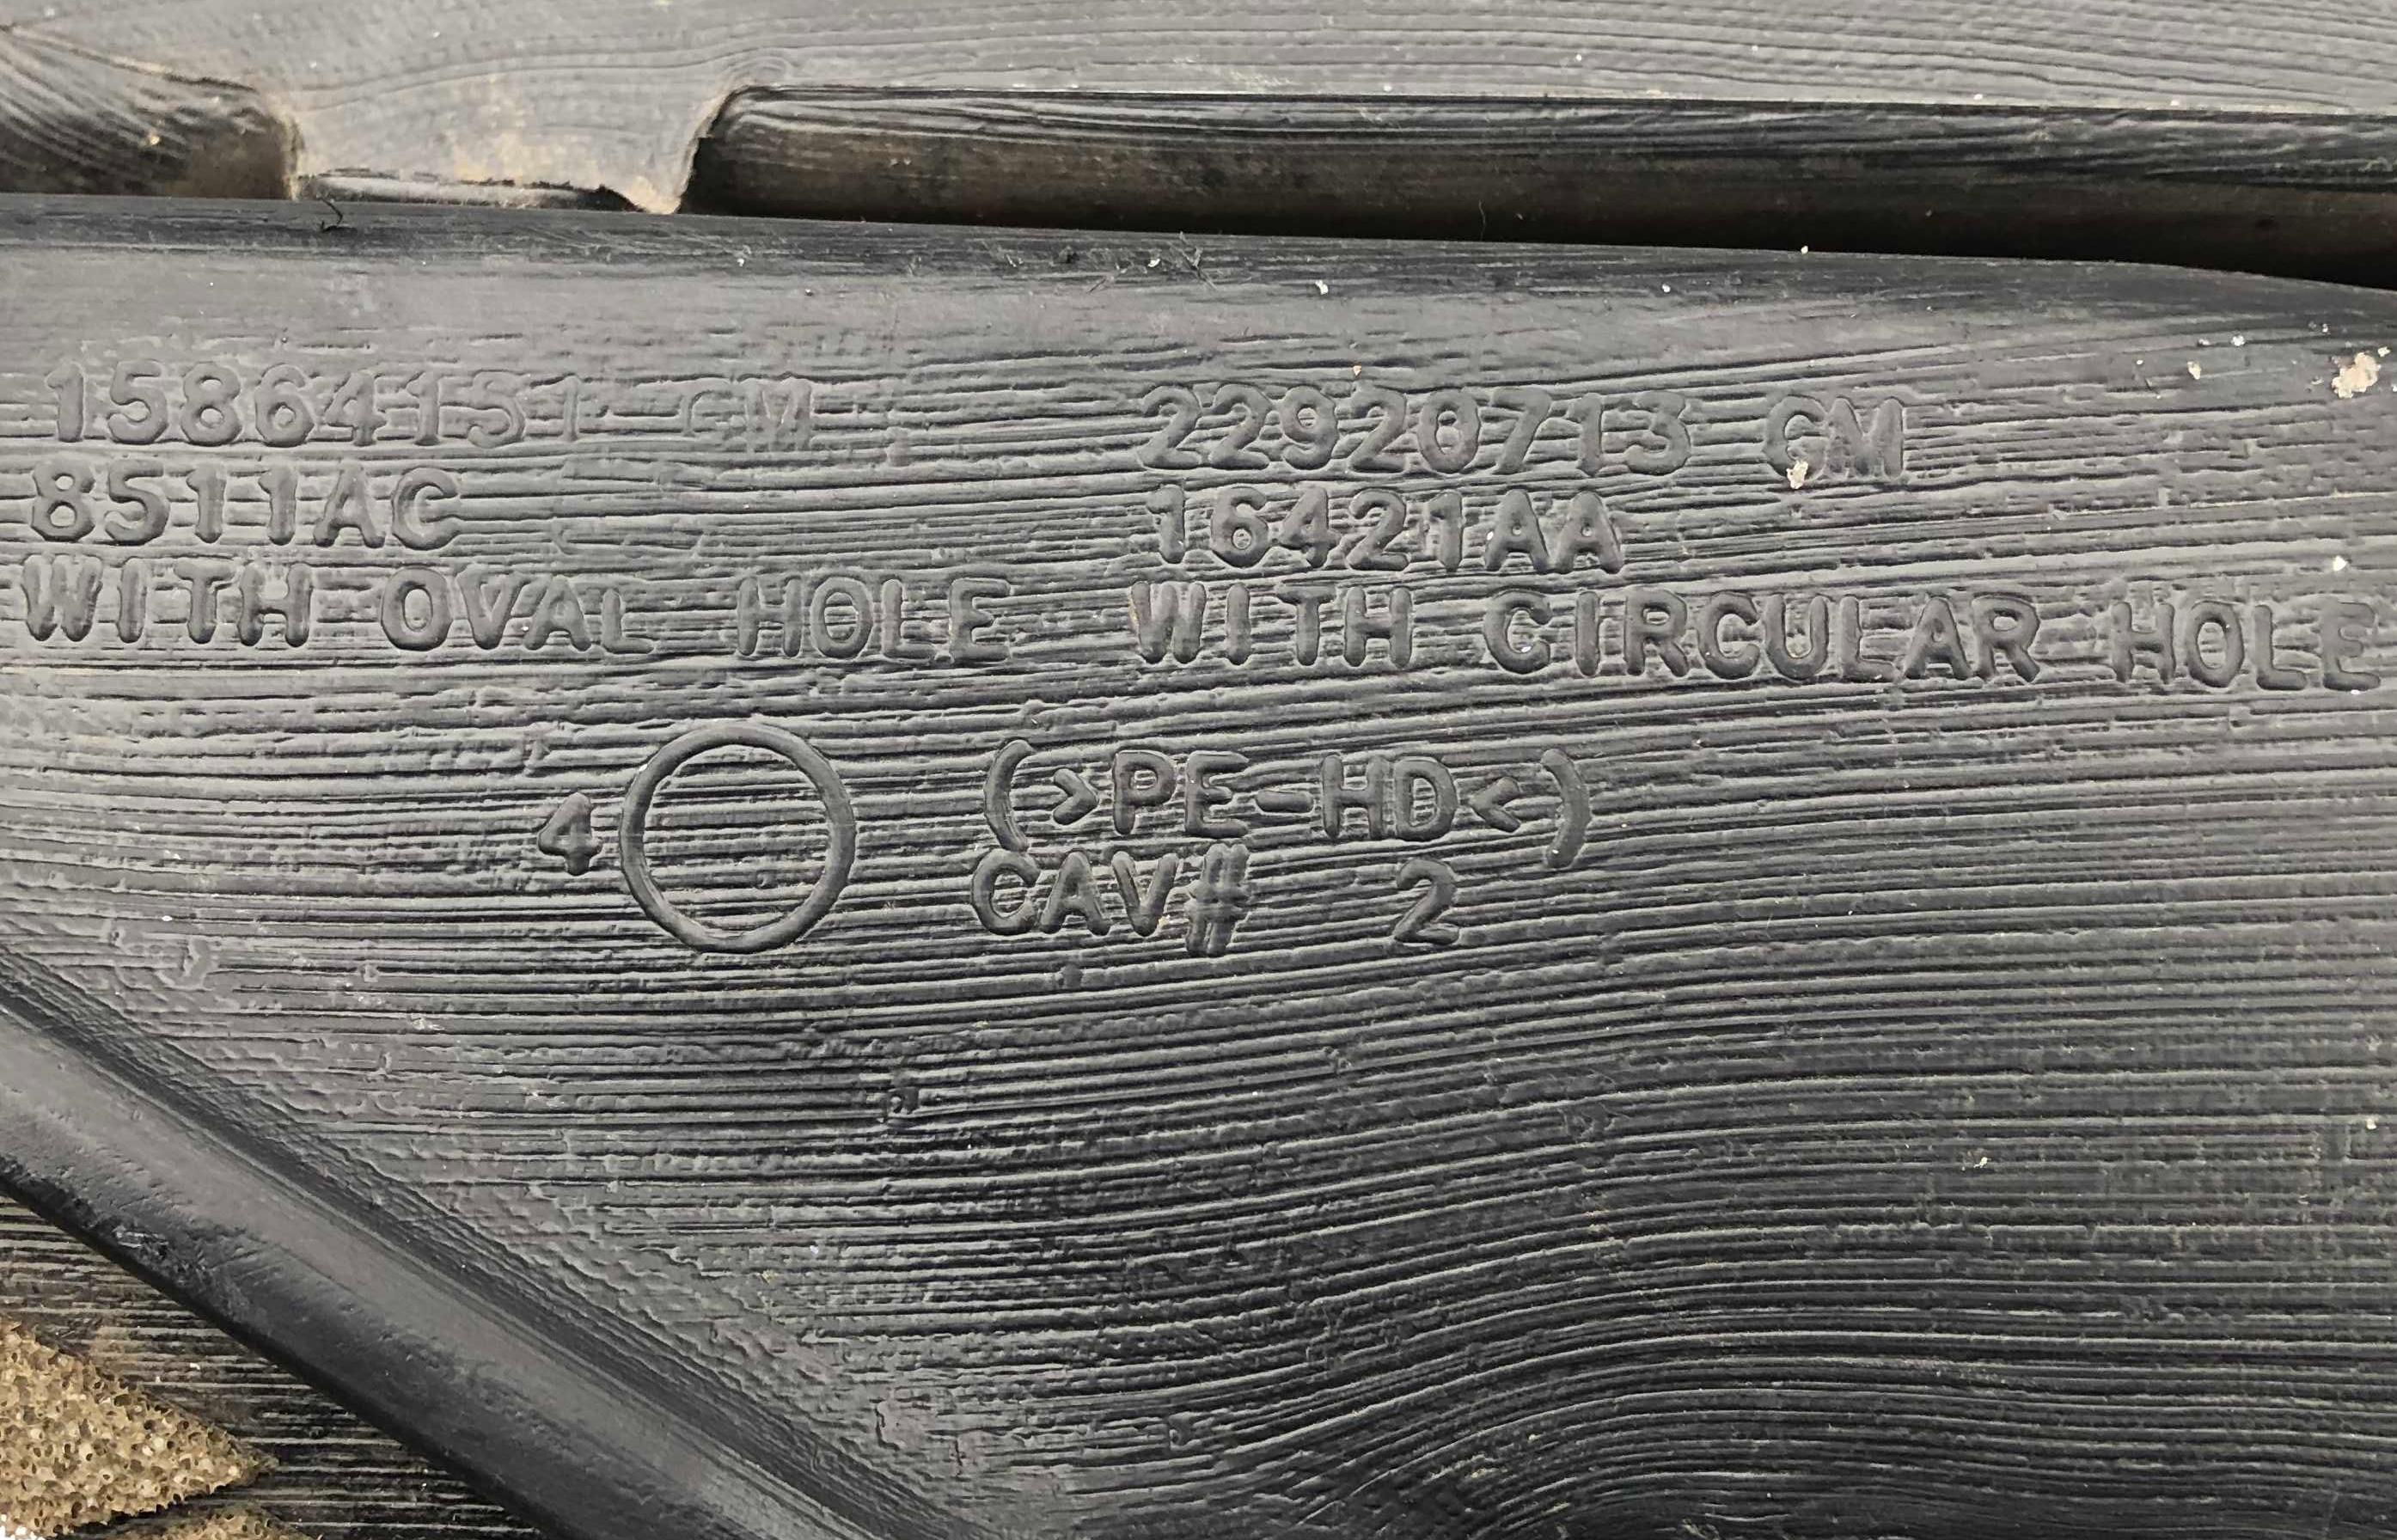 15864151 GM
8511AC
WITH OVAL HOLE
22920713 GM
16421AA
WITH CIRCULAR HOLE
4
(>PE-HD<)
CAV# 2